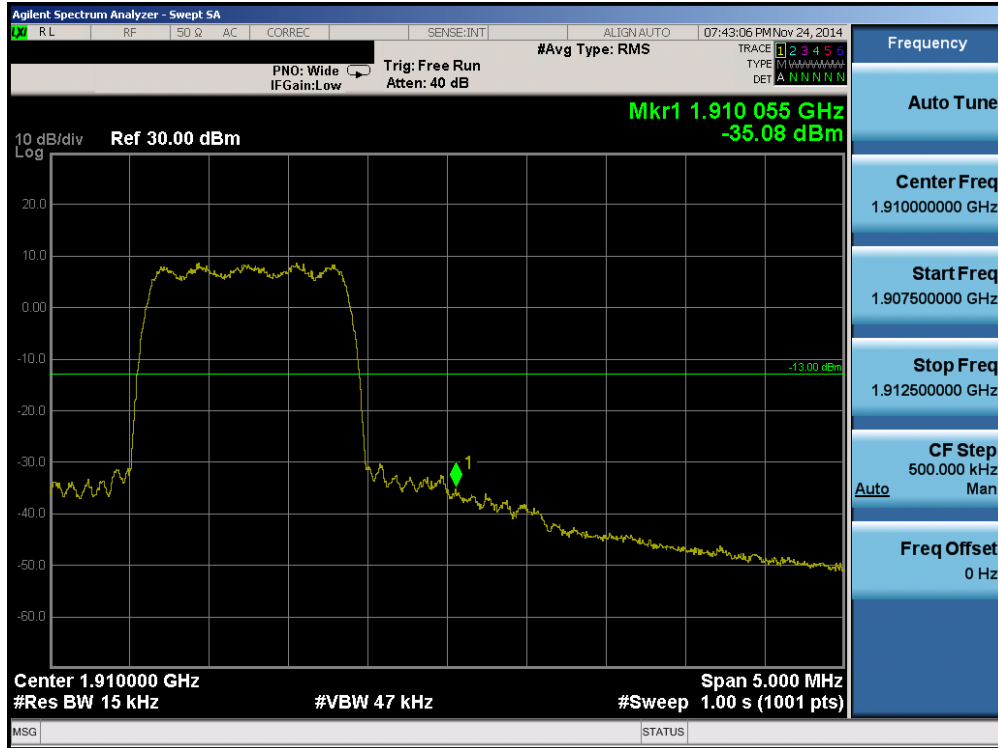 Agilent Spectrum Analyzer - Swept SA
LXI RL RF 50 Ω AC CORREC SENSE:INT ALIGN AUTO 07:43:06 PM Nov 24, 2014
#Avg Type: RMS TRACE 1 2 3 4 5 6
PNO: Wide Trig: Free Run TYPE M WWWWW
IFGain:Low Atten: 40 dB DET A N N N N N
Mkr1 1.910 055 GHz
-35.08 dBm
10 dB/div Ref 30.00 dBm
Log
20.0
10.0
0.00
-10.0
-13.00 dBm
-20.0
-30.0
1
-40.0
-50.0
-60.0
Center 1.910000 GHz Span 5.000 MHz
#Res BW 15 kHz #VBW 47 kHz #Sweep 1.00 s (1001 pts)
MSG STATUS
Frequency
Auto Tune
Center Freq
1.910000000 GHz
Start Freq
1.907500000 GHz
Stop Freq
1.912500000 GHz
CF Step
500.000 kHz
Auto Man
Freq Offset
0 Hz